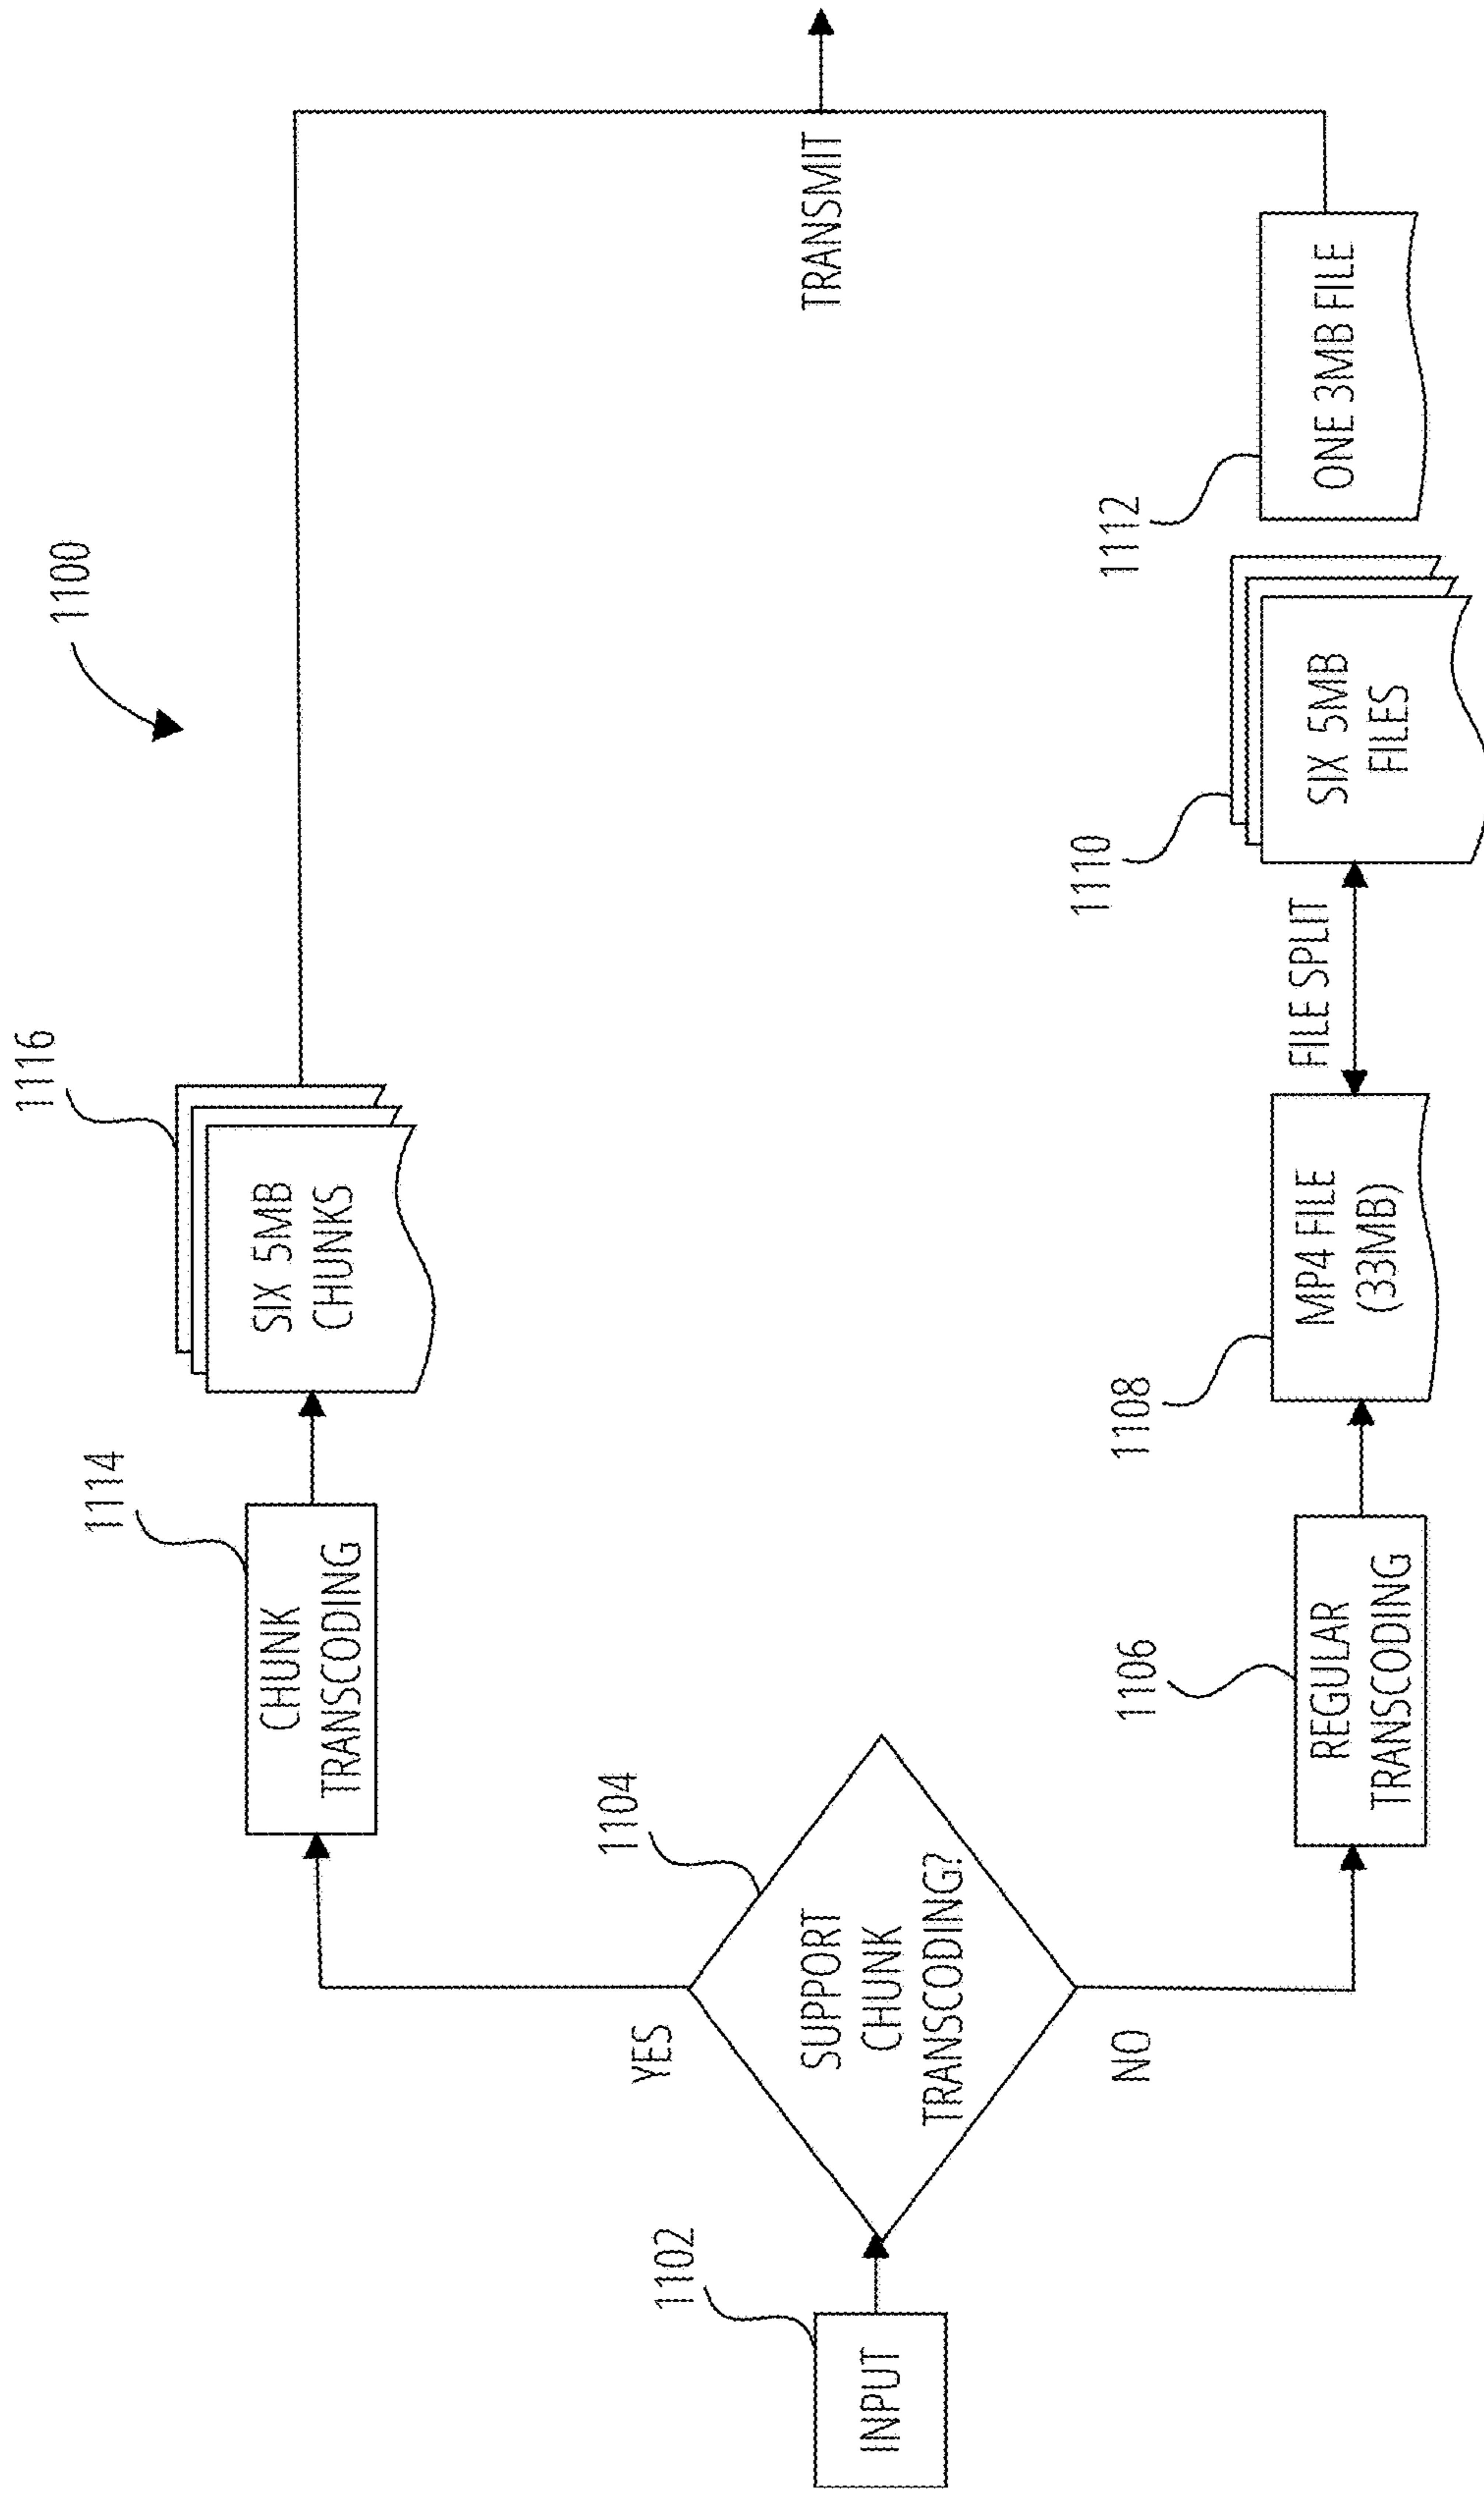 1100
1116
SIX 5MB
CHUNKS
1114
CHUNK
TRANSCODING
1104
SUPPORT
CHUNK
TRANSCODING?
YES
NO
1102
INPUT
TRANSMIT
1106
REGULAR
TRANSCODING
1108
MP4 FILE
(33MB)
FILE SPLIT
1110
SIX 5MB
FILES
1112
ONE 3MB FILE